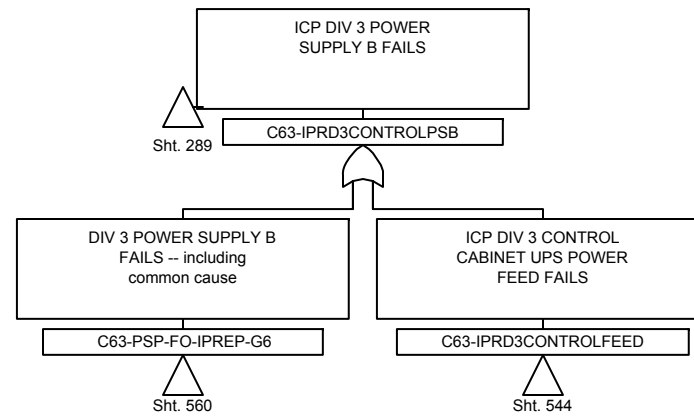 ICP DIV 3 POWER
SUPPLY B FAILS
Sht. 289
C63-IPRD3CONTROLPSB
DIV 3 POWER SUPPLY B
FAILS -- including
common cause
C63-PSP-FO-IPREP-G6
Sht. 560
ICP DIV 3 CONTROL
CABINET UPS POWER
FEED FAILS
C63-IPRD3CONTROLFEED
Sht. 544